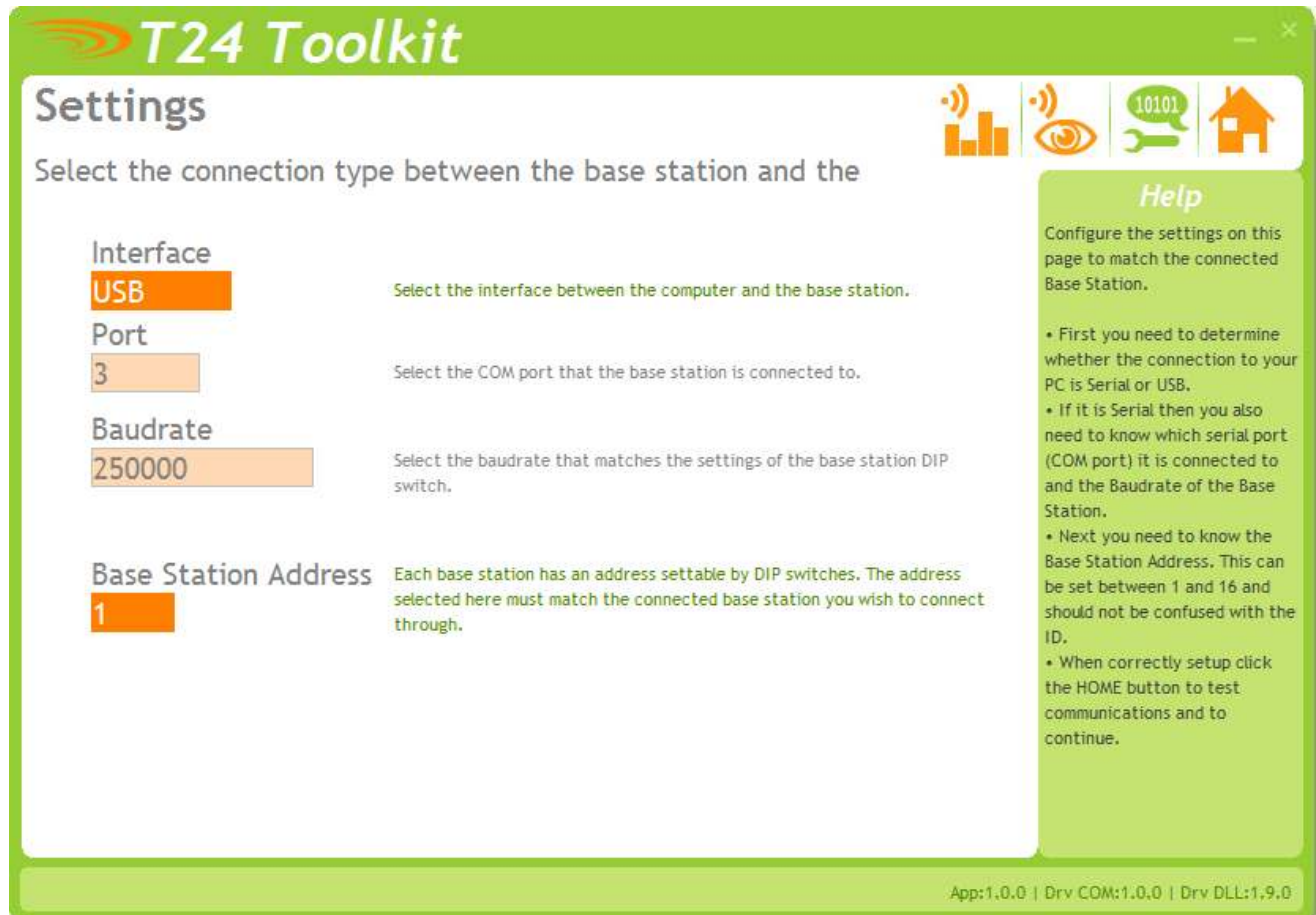 T24 Toolkit
Settings
10101
Select the connection type between the base station and the
Interface
USB
Select the interface between the computer and the base station.
Port
3
Select the COM port that the base station is connected to.
Baudrate
250000
Select the baudrate that matches the settings of the base station DIP
switch.
Base Station Address
1
Each base station has an address settable by DIP switches. The address
selected here must match the connected base station you wish to connect
through.
Help
Configure the settings on this
page to match the connected
Base Station.
• First you need to determine
whether the connection to your
PC is Serial or USB.
• If it is Serial then you also
need to know which serial port
(COM port) it is connected to
and the Baudrate of the Base
Station.
• Next you need to know the
Base Station Address. This can
be set between 1 and 16 and
should not be confused with the
ID.
• When correctly setup click
the HOME button to test
communications and to
continue.
App:1.0.0 | Drv COM:1.0.0 | Drv DLL:1.9.0